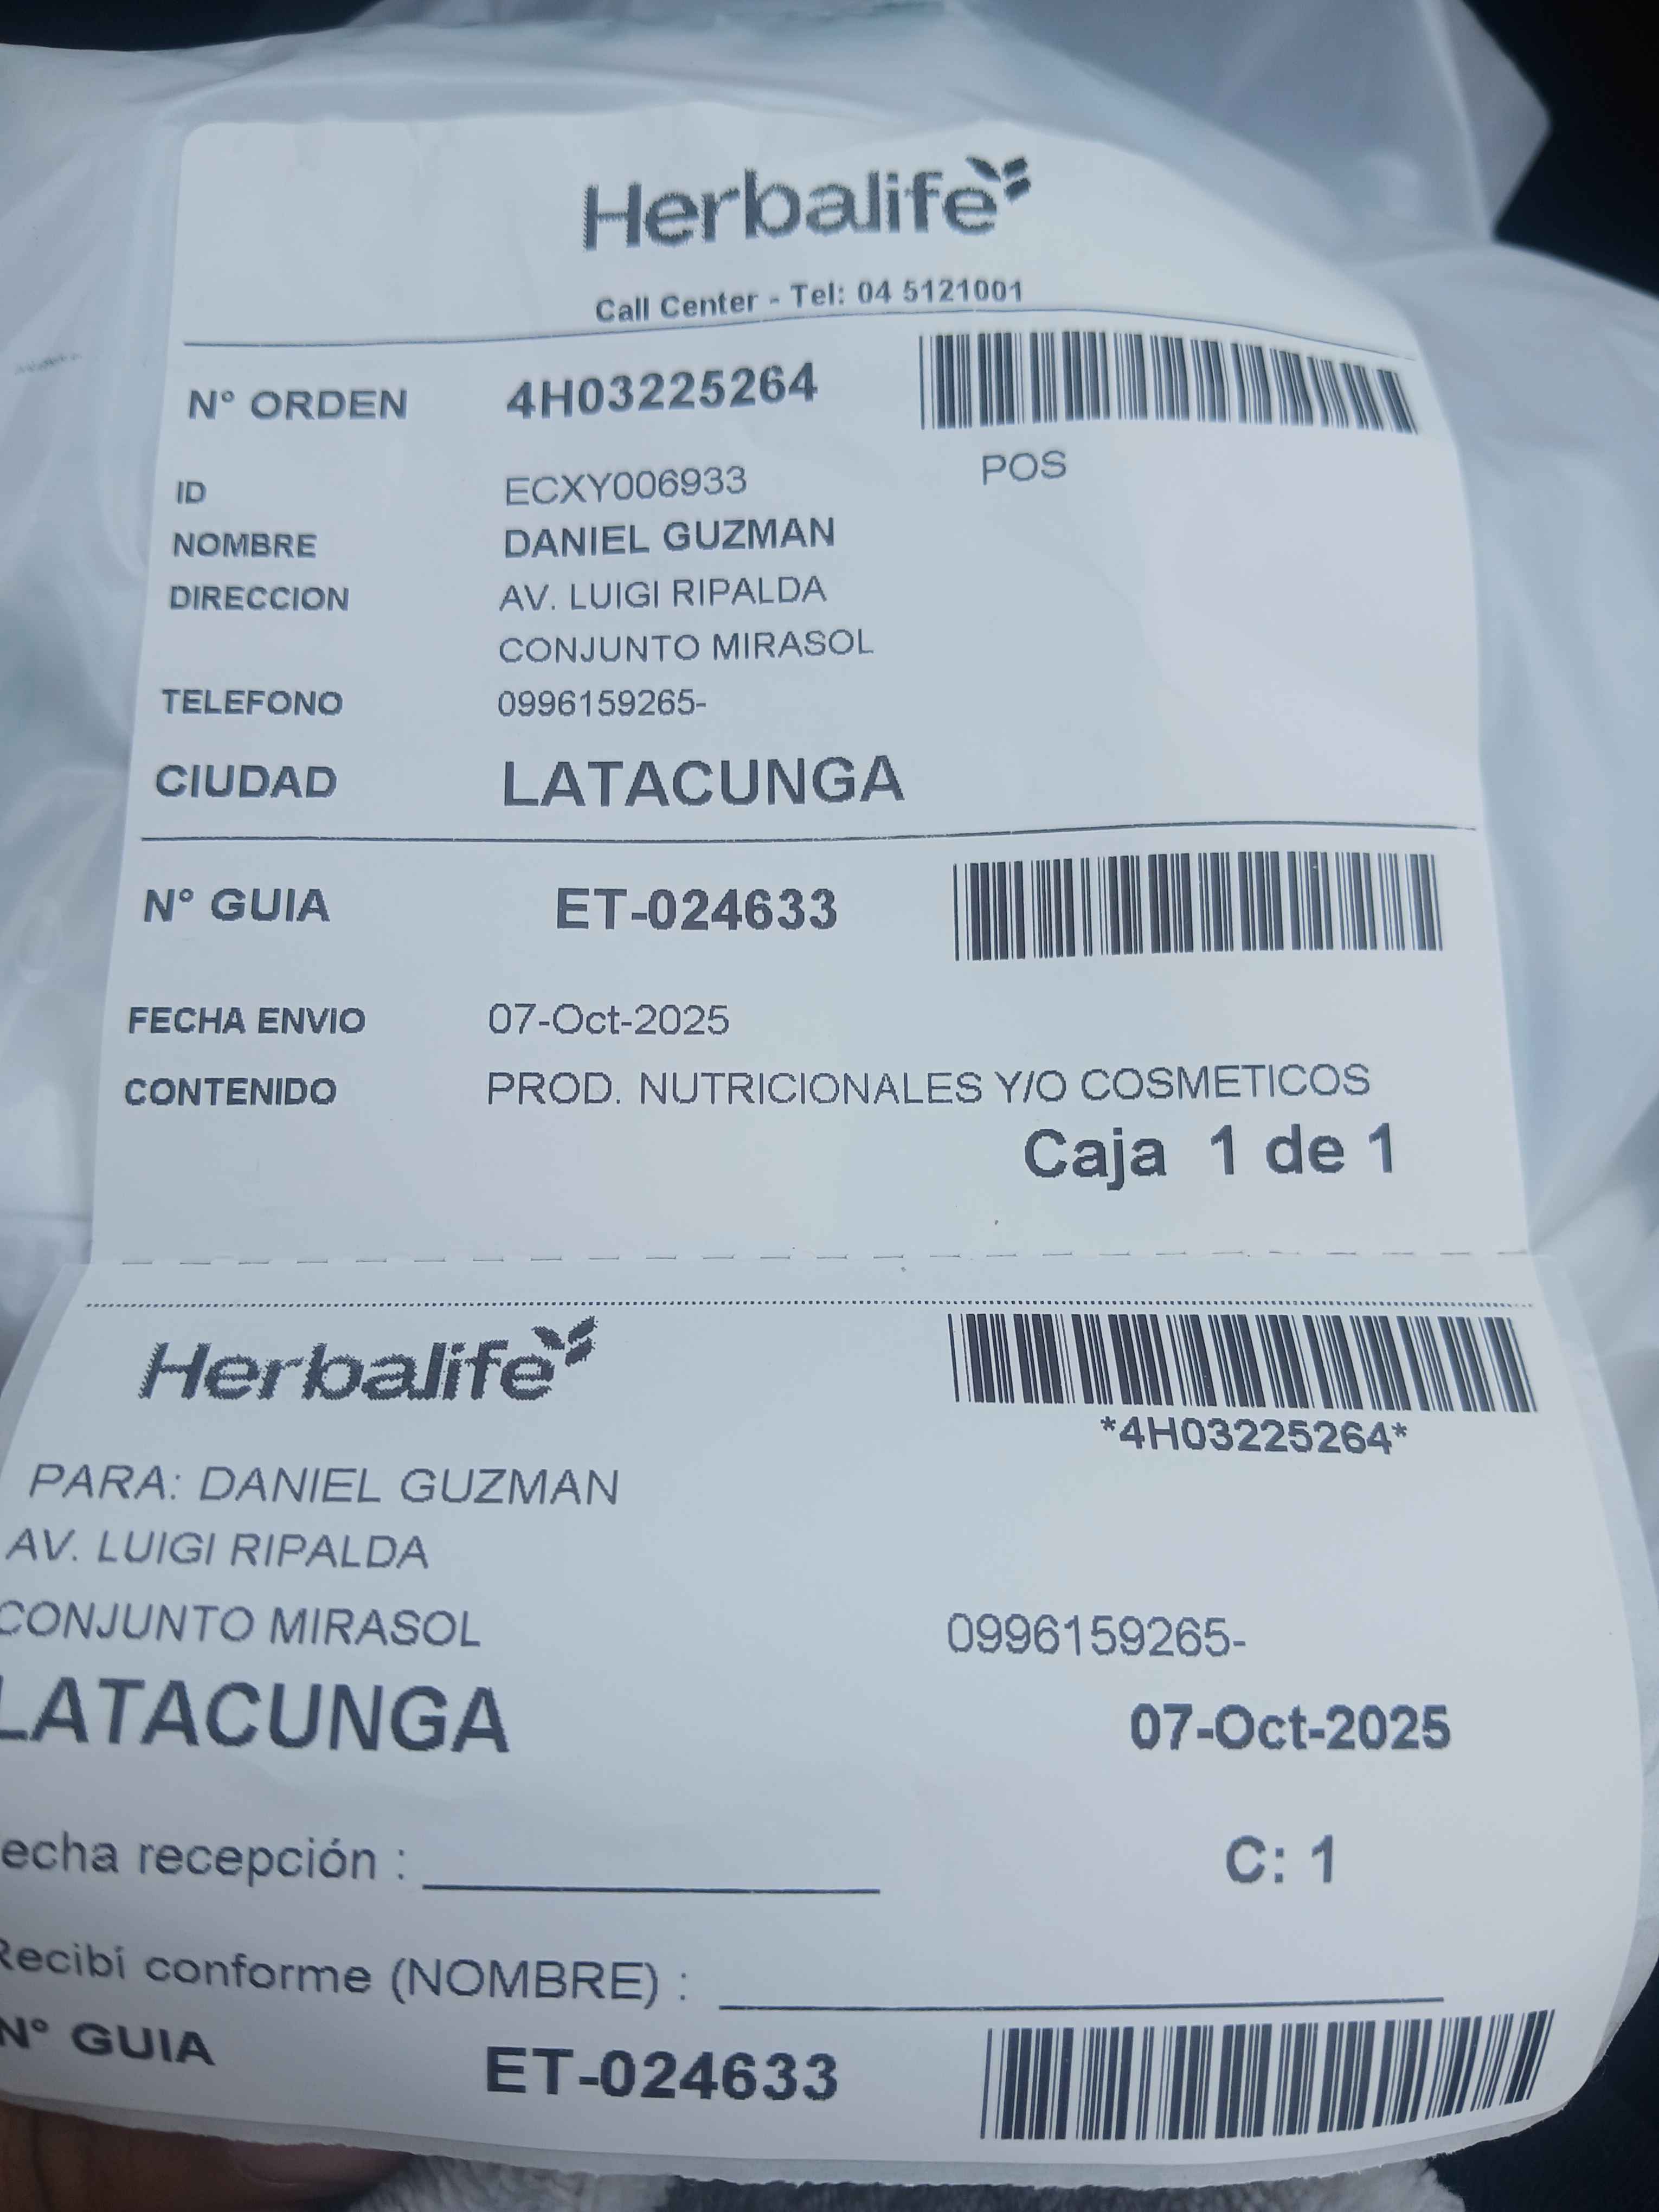 Herbalife
Call Center - Tel: 04 5121001
N° ORDEN 4H03225264
POS
ID ECXY006933
NOMBRE DANIEL GUZMAN
DIRECCION AV. LUIGI RIPALDA
CONJUNTO MIRASOL
TELEFONO 0996159265-
CIUDAD LATACUNGA
N° GUIA ET-024633
FECHA ENVIO 07-Oct-2025
CONTENIDO PROD. NUTRICIONALES Y/O COSMETICOS
Caja 1 de 1
Herbalife
*4H03225264*
PARA: DANIEL GUZMAN
AV. LUIGI RIPALDA
CONJUNTO MIRASOL 0996159265-
LATACUNGA 07-Oct-2025
echa recepción : C: 1
Recibí conforme (NOMBRE) :
N° GUIA ET-024633